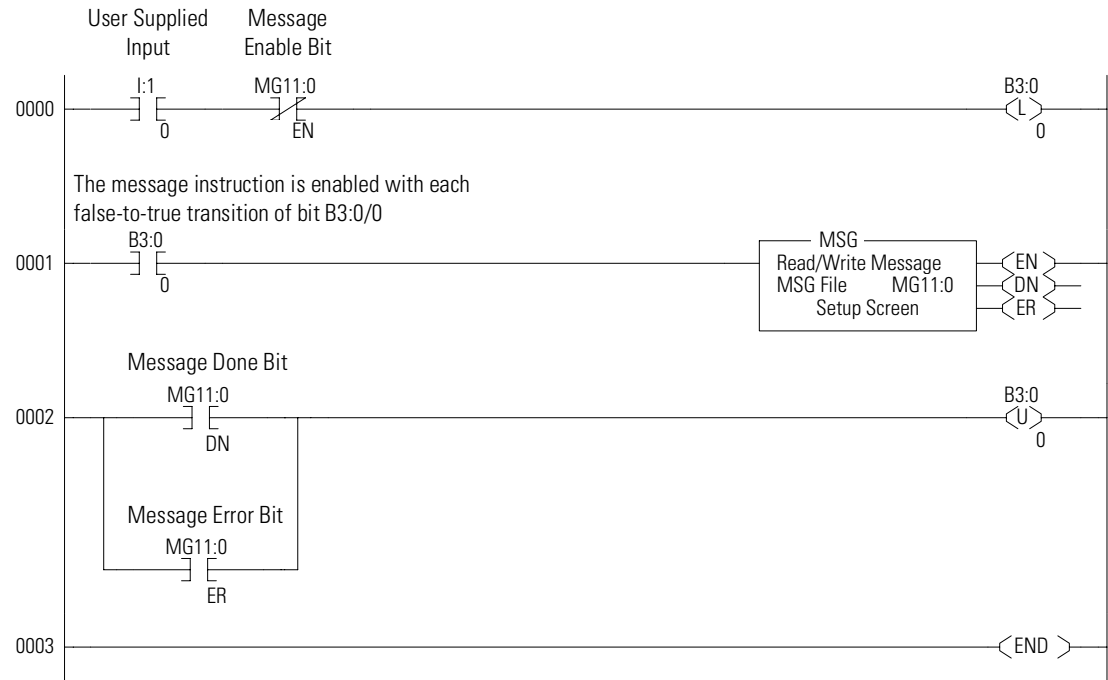 User Supplied Input
Message Enable Bit
I:1
MG11:0
B3:0
0000
L
0
EN
0
The message instruction is enabled with each
false-to-true transition of bit B3:0/0
B3:0
0001
0
MSG
Read/Write Message
MSG File MG11:0
Setup Screen
EN
DN
ER
Message Done Bit
MG11:0
B3:0
0002
U
DN
0
Message Error Bit
MG11:0
ER
0003
END